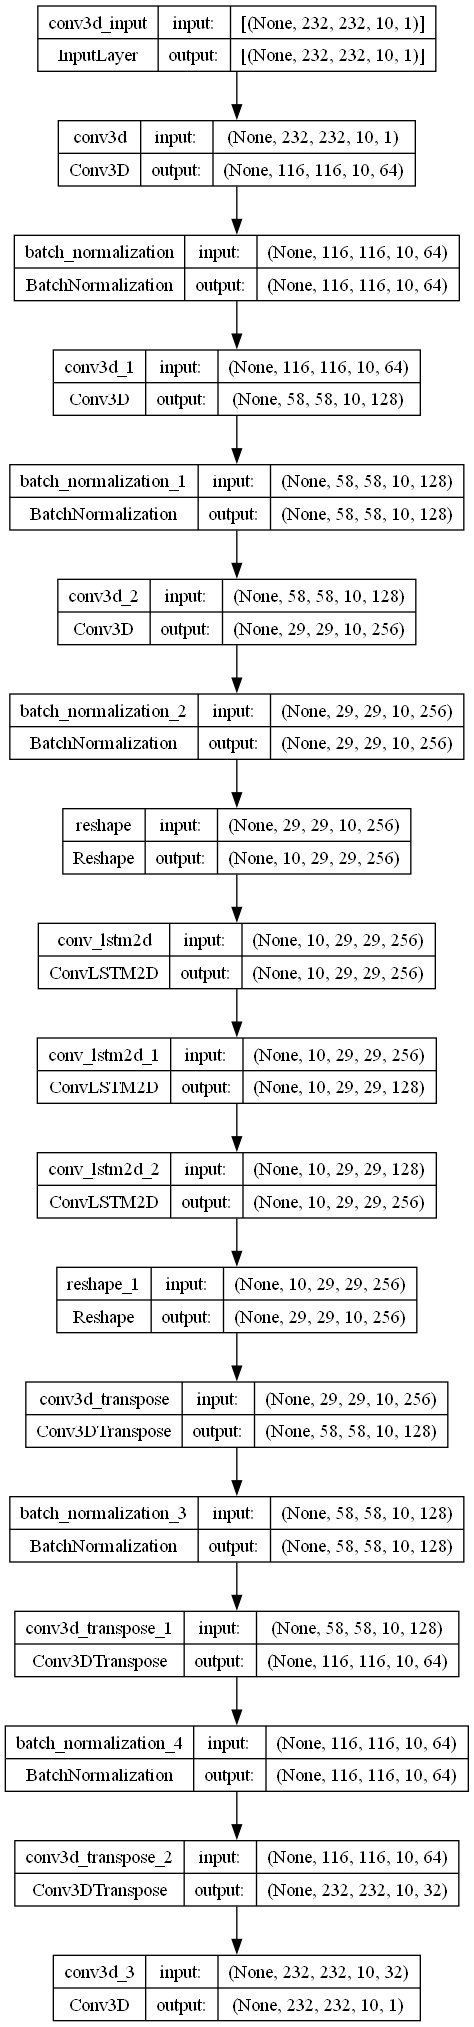 conv3d_input input: [(None, 232, 232, 10, 1)]
InputLayer output: [(None, 232, 232, 10, 1)]
conv3d input: (None, 232, 232, 10, 1)
Conv3D output: (None, 116, 116, 10, 64)
batch_normalization input: (None, 116, 116, 10, 64)
BatchNormalization output: (None, 116, 116, 10, 64)
conv3d_1 input: (None, 116, 116, 10, 64)
Conv3D output: (None, 58, 58, 10, 128)
batch_normalization_1 input: (None, 58, 58, 10, 128)
BatchNormalization output: (None, 58, 58, 10, 128)
conv3d_2 input: (None, 58, 58, 10, 128)
Conv3D output: (None, 29, 29, 10, 256)
batch_normalization_2 input: (None, 29, 29, 10, 256)
BatchNormalization output: (None, 29, 29, 10, 256)
reshape input: (None, 29, 29, 10, 256)
Reshape output: (None, 10, 29, 29, 256)
conv_lstm2d input: (None, 10, 29, 29, 256)
ConvLSTM2D output: (None, 10, 29, 29, 256)
conv_lstm2d_1 input: (None, 10, 29, 29, 256)
ConvLSTM2D output: (None, 10, 29, 29, 128)
conv_lstm2d_2 input: (None, 10, 29, 29, 128)
ConvLSTM2D output: (None, 10, 29, 29, 256)
reshape_1 input: (None, 10, 29, 29, 256)
Reshape output: (None, 29, 29, 10, 256)
conv3d_transpose input: (None, 29, 29, 10, 256)
Conv3DTranspose output: (None, 58, 58, 10, 128)
batch_normalization_3 input: (None, 58, 58, 10, 128)
BatchNormalization output: (None, 58, 58, 10, 128)
conv3d_transpose_1 input: (None, 58, 58, 10, 128)
Conv3DTranspose output: (None, 116, 116, 10, 64)
batch_normalization_4 input: (None, 116, 116, 10, 64)
BatchNormalization output: (None, 116, 116, 10, 64)
conv3d_transpose_2 input: (None, 116, 116, 10, 64)
Conv3DTranspose output: (None, 232, 232, 10, 32)
conv3d_3 input: (None, 232, 232, 10, 32)
Conv3D output: (None, 232, 232, 10, 1)